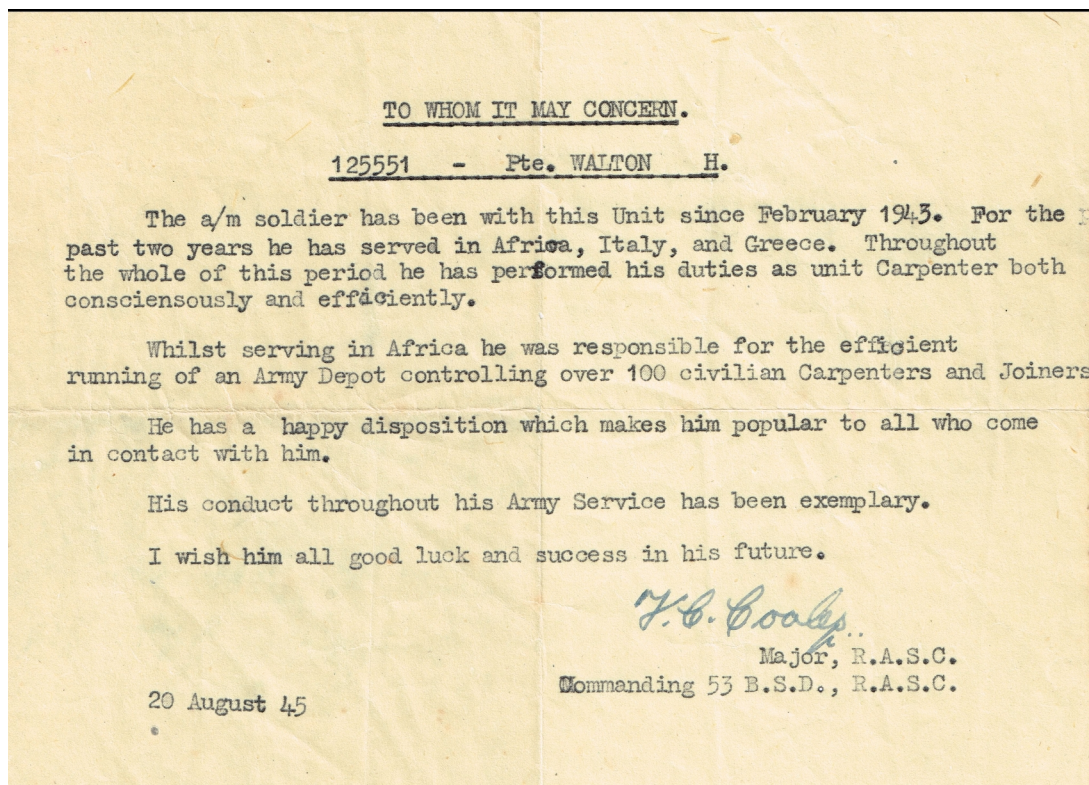 TO WHOM IT MAY CONCERN.
125551 - Pte. WALTON H.
The a/m soldier has been with this Unit since February 1943. For the p
past two years he has served in Africa, Italy, and Greece. Throughout
the whole of this period he has performed his duties as unit Carpenter both
consciensously and efficiently.
Whilst serving in Africa he was responsible for the efficient
running of an Army Depot controlling over 100 civilian Carpenters and Joiners
He has a happy disposition which makes him popular to all who come
in contact with him.
His conduct throughout his Army Service has been exemplary.
I wish him all good luck and success in his future.
Major, R.A.S.C.
Commanding 53 B.S.D., R.A.S.C.
20 August 45